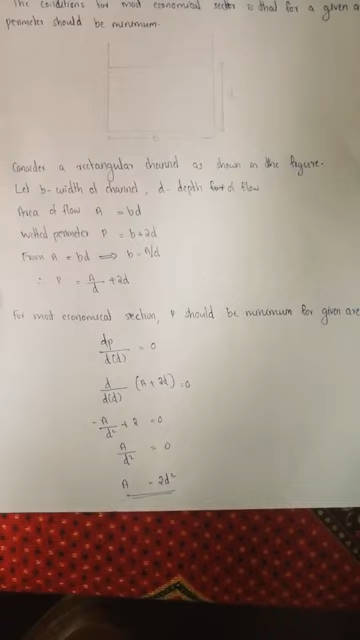 The conditions for most economical section is that for a given a
perimeter should be minimum.
d
b
Consider a rectangular channel as shown in the figure.
Let b- width of channel, d- depth of flow
Area of flow A = bd
Wetted perimeter P = b+2d
From A = bd ⟹ b = A/d
∴ P = A/d + 2d
For most economical section, P should be minimum for given are
dp/d(d) = 0
d/d(d) (A + 2d) = 0
-A/d² + 2 = 0
A/d² = 0
A - 2d²